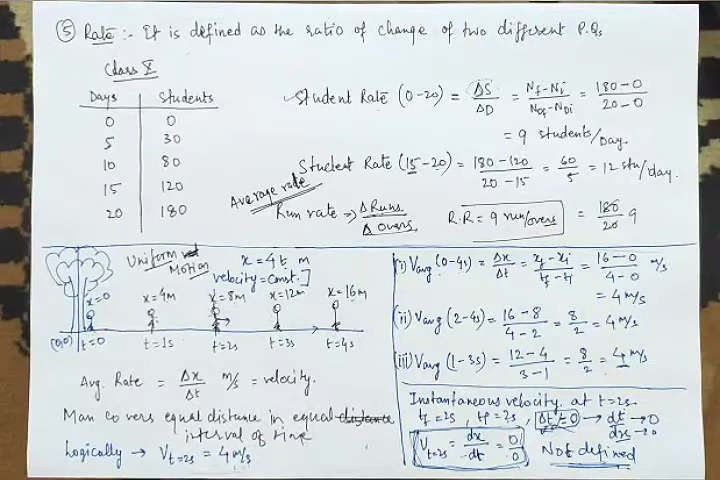 ⑤ Rate :- It is defined as the ratio of change of two different P.Qs
Class X
Days Students
0 0
5 30
10 80
15 120
20 180
Student Rate (0-20) = ΔS/ΔD = (Nf-Ni)/(NDf-NDi) = (180-0)/(20-0)
= 9 students/Day.
Student Rate (15-20) = (180-120)/(20-15) = 60/5 = 12 stu/day.
Average rate
Run rate => ΔRuns/ΔOvers
R.R = 9 run/overs = 180/20 9
Uniform Motion
x = 4t m
velocity = const.]
x=0 x=4m x=8m x=12m x=16m
(0,0) t=0 t=1s t=2s t=3s t=4s
Avg. Rate = Δx/Δt m/s = velocity.
Man covers equal distance in equal distance
interval of time
Logically → Vt=2s = 4 m/s
(i) Vavg (0-4s) = Δx/Δt = (xf-xi)/(tf-ti) = (16-0)/(4-0) m/s
= 4 m/s
(ii) Vavg (2-4s) = (16-8)/(4-2) = 8/2 = 4 m/s
(iii) Vavg (1-3s) = (12-4)/(3-1) = 8/2 = 4 m/s
Instantaneous velocity at t=2s.
tf=2s, tf=2s, Δt=0 → dt → 0
dx → 0
Vt=2s = dx/dt = 0/0
Not defined